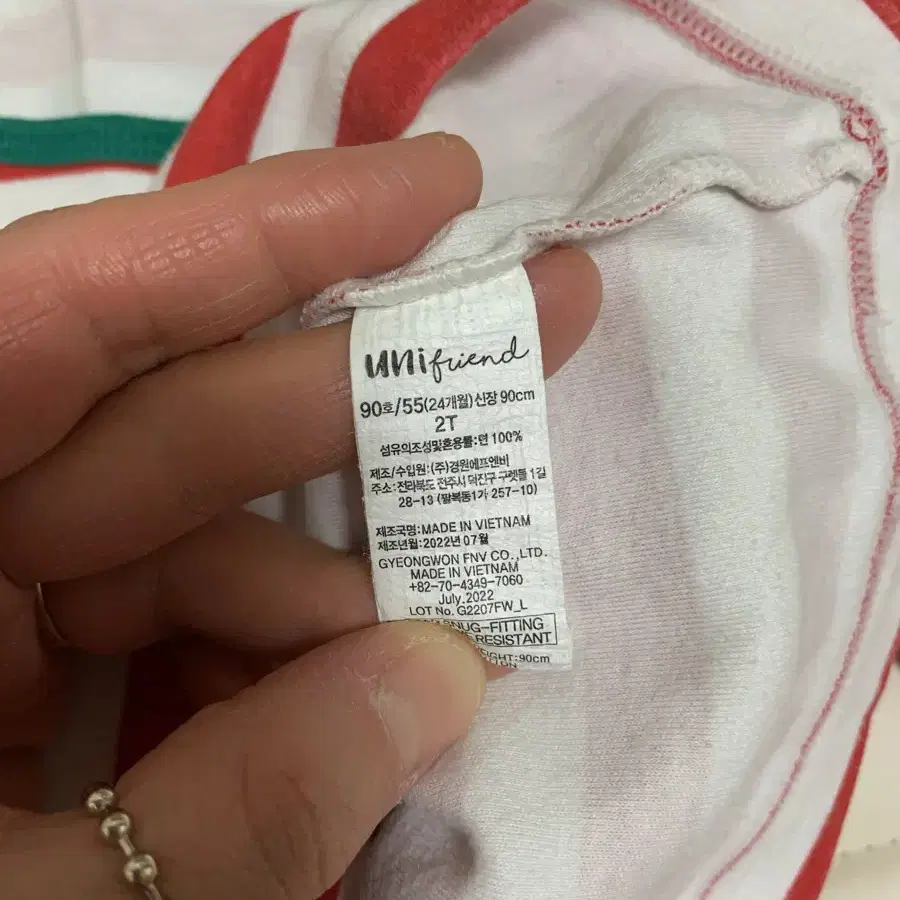 unifriend
90호/55(24개월)신장 90cm
2T
섬유의조성및혼용률:면 100%
제조/수입원:(주)경원에프엔비
주소:전라북도 전주시 덕진구 구렛들 1길
28-13 (팔복동1가 257-10)
제조국명:MADE IN VIETNAM
제조년월:2022년 07월
GYEONGWON FNV CO.,LTD.
MADE IN VIETNAM
+82-70-4349-7060
July.2022
LOT No. G2207FW_L
NUG-FITTING
RESISTANT
GHT:90cm